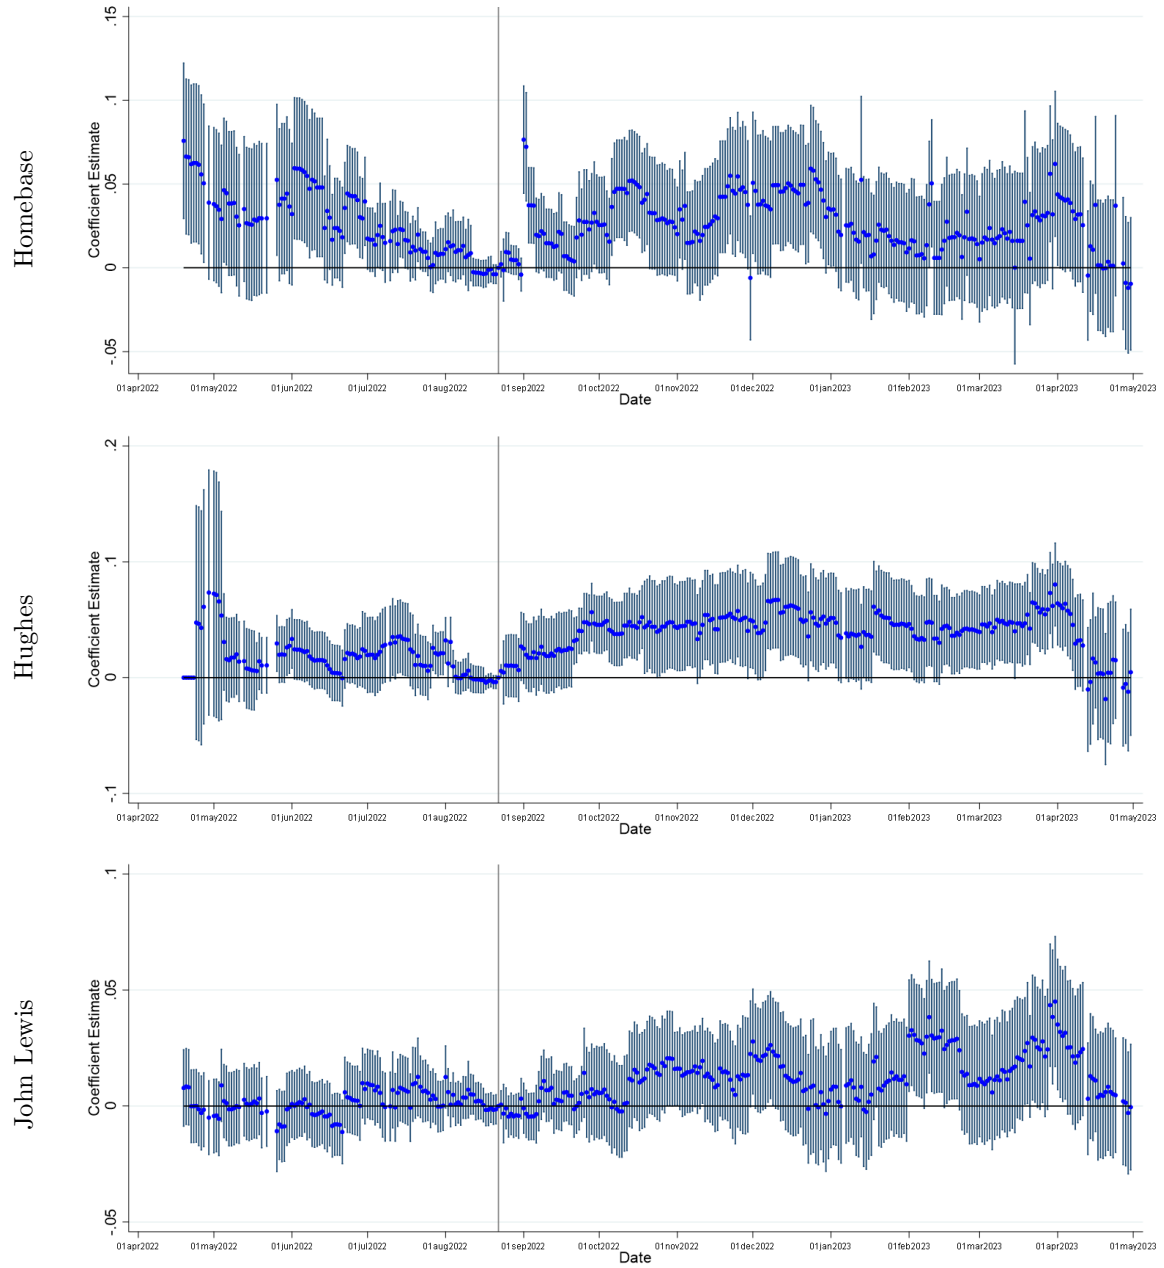 Homebase
Coefficient Estimate
.15
.1
.05
0
-.05
01apr2022 01may2022 01jun2022 01jul2022 01aug2022 01sep2022 01oct2022 01nov2022 01dec2022 01jan2023 01feb2023 01mar2023 01apr2023 01may2023
Date
Hughes
Coefficient Estimate
.2
.1
0
-.1
01apr2022 01may2022 01jun2022 01jul2022 01aug2022 01sep2022 01oct2022 01nov2022 01dec2022 01jan2023 01feb2023 01mar2023 01apr2023 01may2023
Date
John Lewis
Coefficient Estimate
.1
.05
0
-.05
01apr2022 01may2022 01jun2022 01jul2022 01aug2022 01sep2022 01oct2022 01nov2022 01dec2022 01jan2023 01feb2023 01mar2023 01apr2023 01may2023
Date